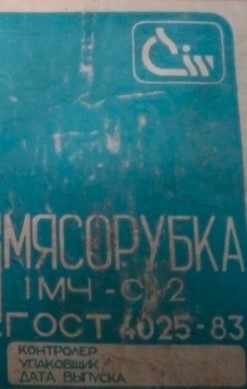 МЯСОРУБКА
1МЧ - С 2
ГОСТ 4025-83
КОНТРОЛЕР
УПАКОВЩИК
ДАТА ВЫПУСКА